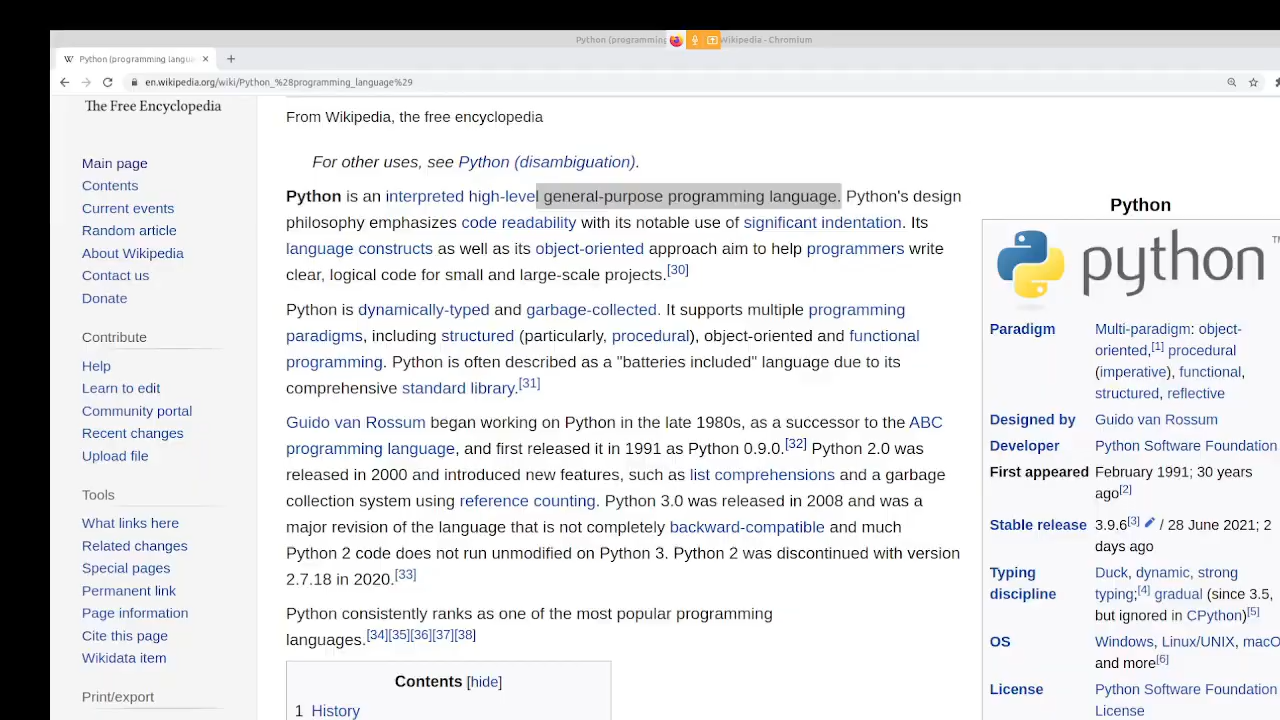 Python (programming
Wikipedia - Chromium
W Python (programming langua
en.wikipedia.org/wiki/Python_%28programming_language%29
The Free Encyclopedia
Main page
Contents
Current events
Random article
About Wikipedia
Contact us
Donate
Contribute
Help
Learn to edit
Community portal
Recent changes
Upload file
Tools
What links here
Related changes
Special pages
Permanent link
Page information
Cite this page
Wikidata item
Print/export
From Wikipedia, the free encyclopedia
For other uses, see Python (disambiguation).
Python is an interpreted high-level general-purpose programming language. Python's design
philosophy emphasizes code readability with its notable use of significant indentation. Its
language constructs as well as its object-oriented approach aim to help programmers write
clear, logical code for small and large-scale projects.[30]
Python is dynamically-typed and garbage-collected. It supports multiple programming
paradigms, including structured (particularly, procedural), object-oriented and functional
programming. Python is often described as a "batteries included" language due to its
comprehensive standard library.[31]
Guido van Rossum began working on Python in the late 1980s, as a successor to the ABC
programming language, and first released it in 1991 as Python 0.9.0.[32] Python 2.0 was
released in 2000 and introduced new features, such as list comprehensions and a garbage
collection system using reference counting. Python 3.0 was released in 2008 and was a
major revision of the language that is not completely backward-compatible and much
Python 2 code does not run unmodified on Python 3. Python 2 was discontinued with version
2.7.18 in 2020.[33]
Python consistently ranks as one of the most popular programming
languages.[34][35][36][37][38]
Contents [hide]
1 History
Python
python TM
Paradigm Multi-paradigm: object-
oriented,[1] procedural
(imperative), functional,
structured, reflective
Designed by Guido van Rossum
Developer Python Software Foundation
First appeared February 1991; 30 years
ago[2]
Stable release 3.9.6[3] / 28 June 2021; 2
days ago
Typing discipline Duck, dynamic, strong
typing;[4] gradual (since 3.5,
but ignored in CPython)[5]
OS Windows, Linux/UNIX, macO
and more[6]
License Python Software Foundation
License